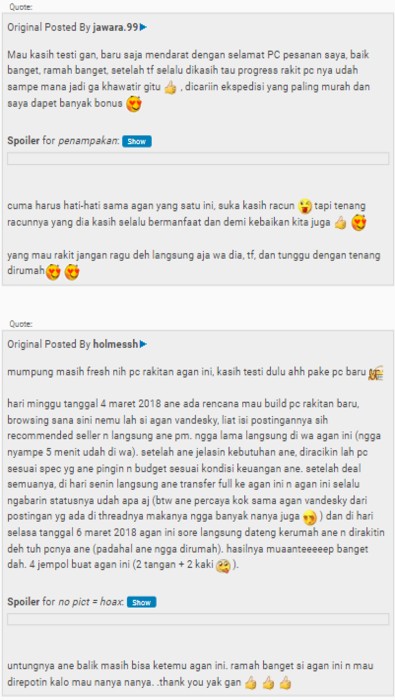 Quote:
Original Posted By jawara.99
Mau kasih testi gan, baru saja mendarat dengan selamat PC pesanan saya, baik
banget, ramah banget, setelah tf selalu dikasih tau progress rakit pc nya udah
sampe mana jadi ga khawatir gitu , dicariin ekspedisi yang paling murah dan
saya dapet banyak bonus
Spoiler for penampakan: Show
cuma harus hati-hati sama agan yang satu ini, suka kasih racun tapi tenang
racunnya yang dia kasih selalu bermanfaat dan demi kebaikan kita juga
yang mau rakit jangan ragu deh langsung aja wa dia, tf, dan tunggu dengan tenang
dirumah
Quote:
Original Posted By holmessh
mumpung masih fresh nih pc rakitan agan ini, kasih testi dulu ahh pake pc baru
hari minggu tanggal 4 maret 2018 ane ada rencana mau build pc rakitan baru,
browsing sana sini nemu lah si agan vandesky, liat isi postingannya sih
recommended seller n langsung ane pm. ngga lama langsung di wa agan ini (ngga
nyampe 5 menit udah di wa). setelah ane jelasin kebutuhan ane, diracikin lah pc
sesuai spec yg ane pingin n budget sesuai kondisi keuangan ane. setelah deal
semuanya, di hari senin langsung ane transfer full ke agan ini n agan ini selalu
ngabarin statusnya udah apa aj (btw ane percaya kok sama agan vandesky dari
postingan yg ada di threadnya makanya ngga banyak nanya juga ) dan di hari
selasa tanggal 6 maret 2018 agan ini sore langsung dateng kerumah ane n dirakitin
deh tuh pcnya ane (padahal ane ngga dirumah). hasilnya muaanteeeeep banget
dah. 4 jempol buat agan ini (2 tangan + 2 kaki ).
Spoiler for no pict = hoax: Show
untungnya ane balik masih bisa ketemu agan ini. ramah banget si agan ini n mau
direpotin kalo mau nanya nanya. .thank you yak gan